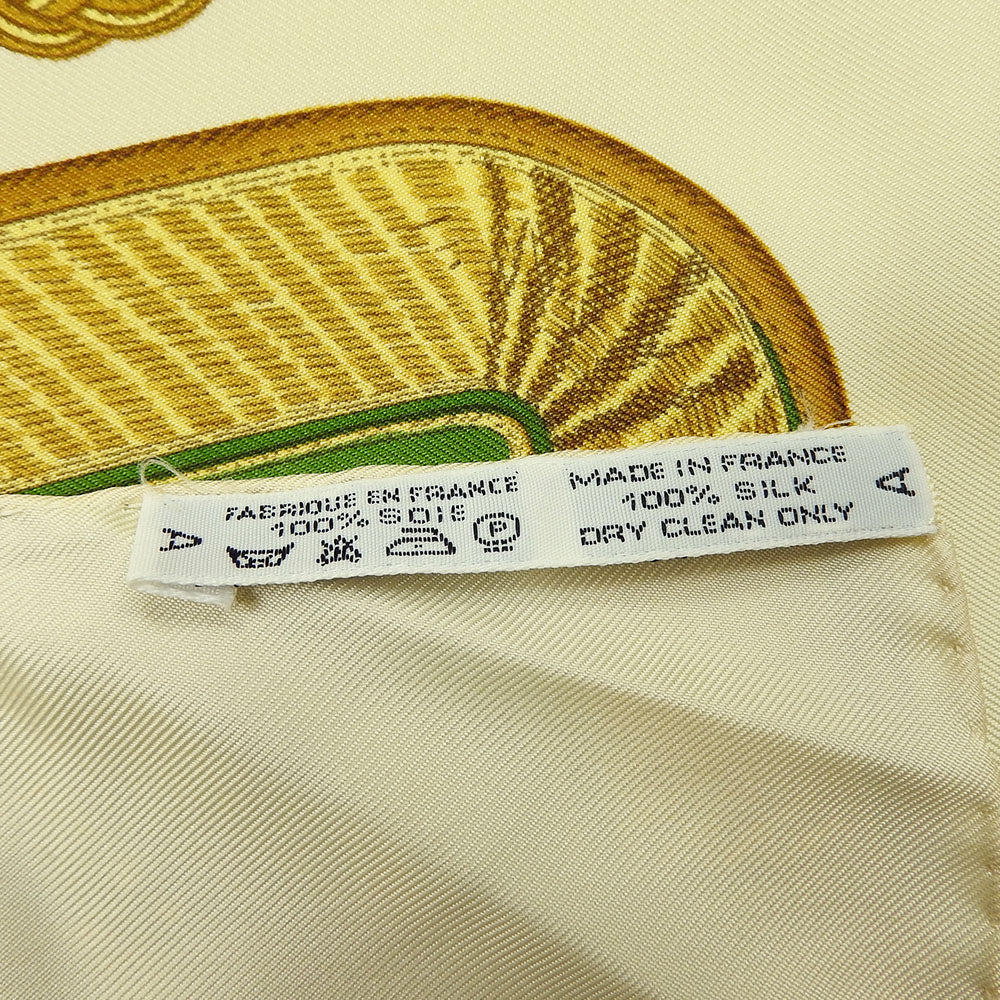 A
FABRIQUE EN FRANCE
100% SOIE
P
MADE IN FRANCE
100% SILK
DRY CLEAN ONLY
A